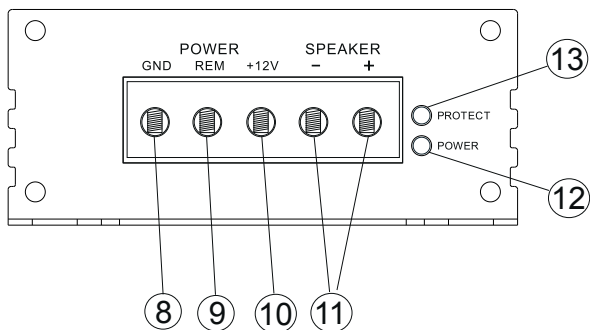 POWER SPEAKER
GND REM +12V − +
13
PROTECT
POWER
12
8 9 10 11